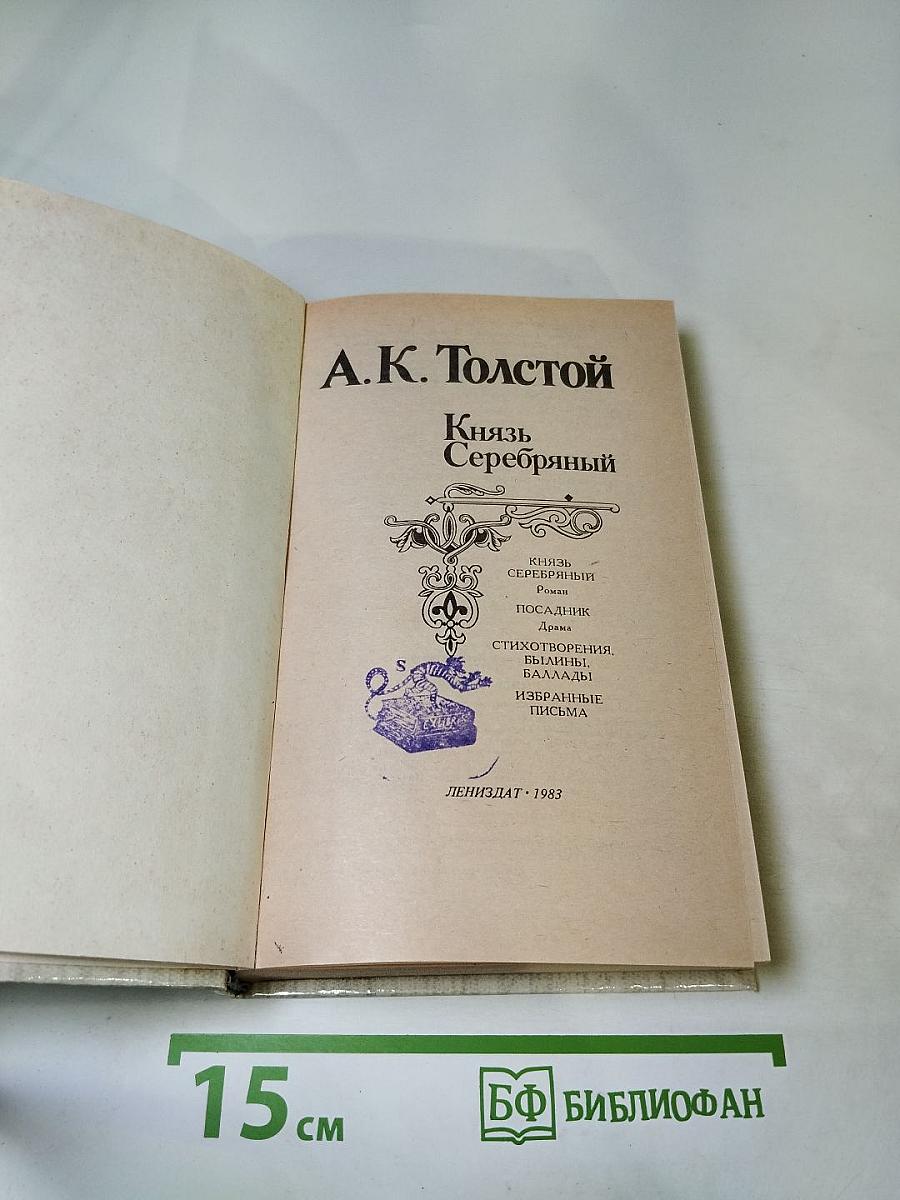 А. К. Толстой
Князь
Серебряный
КНЯЗЬ
СЕРЕБРЯНЫЙ
Роман
ПОСАДНИК
Драма
СТИХОТВОРЕНИЯ,
БЫЛИНЫ,
БАЛЛАДЫ
ИЗБРАННЫЕ
ПИСЬМА
S
ЛЕНИЗДАТ · 1983
15 см
БФ БИБЛИОФАН